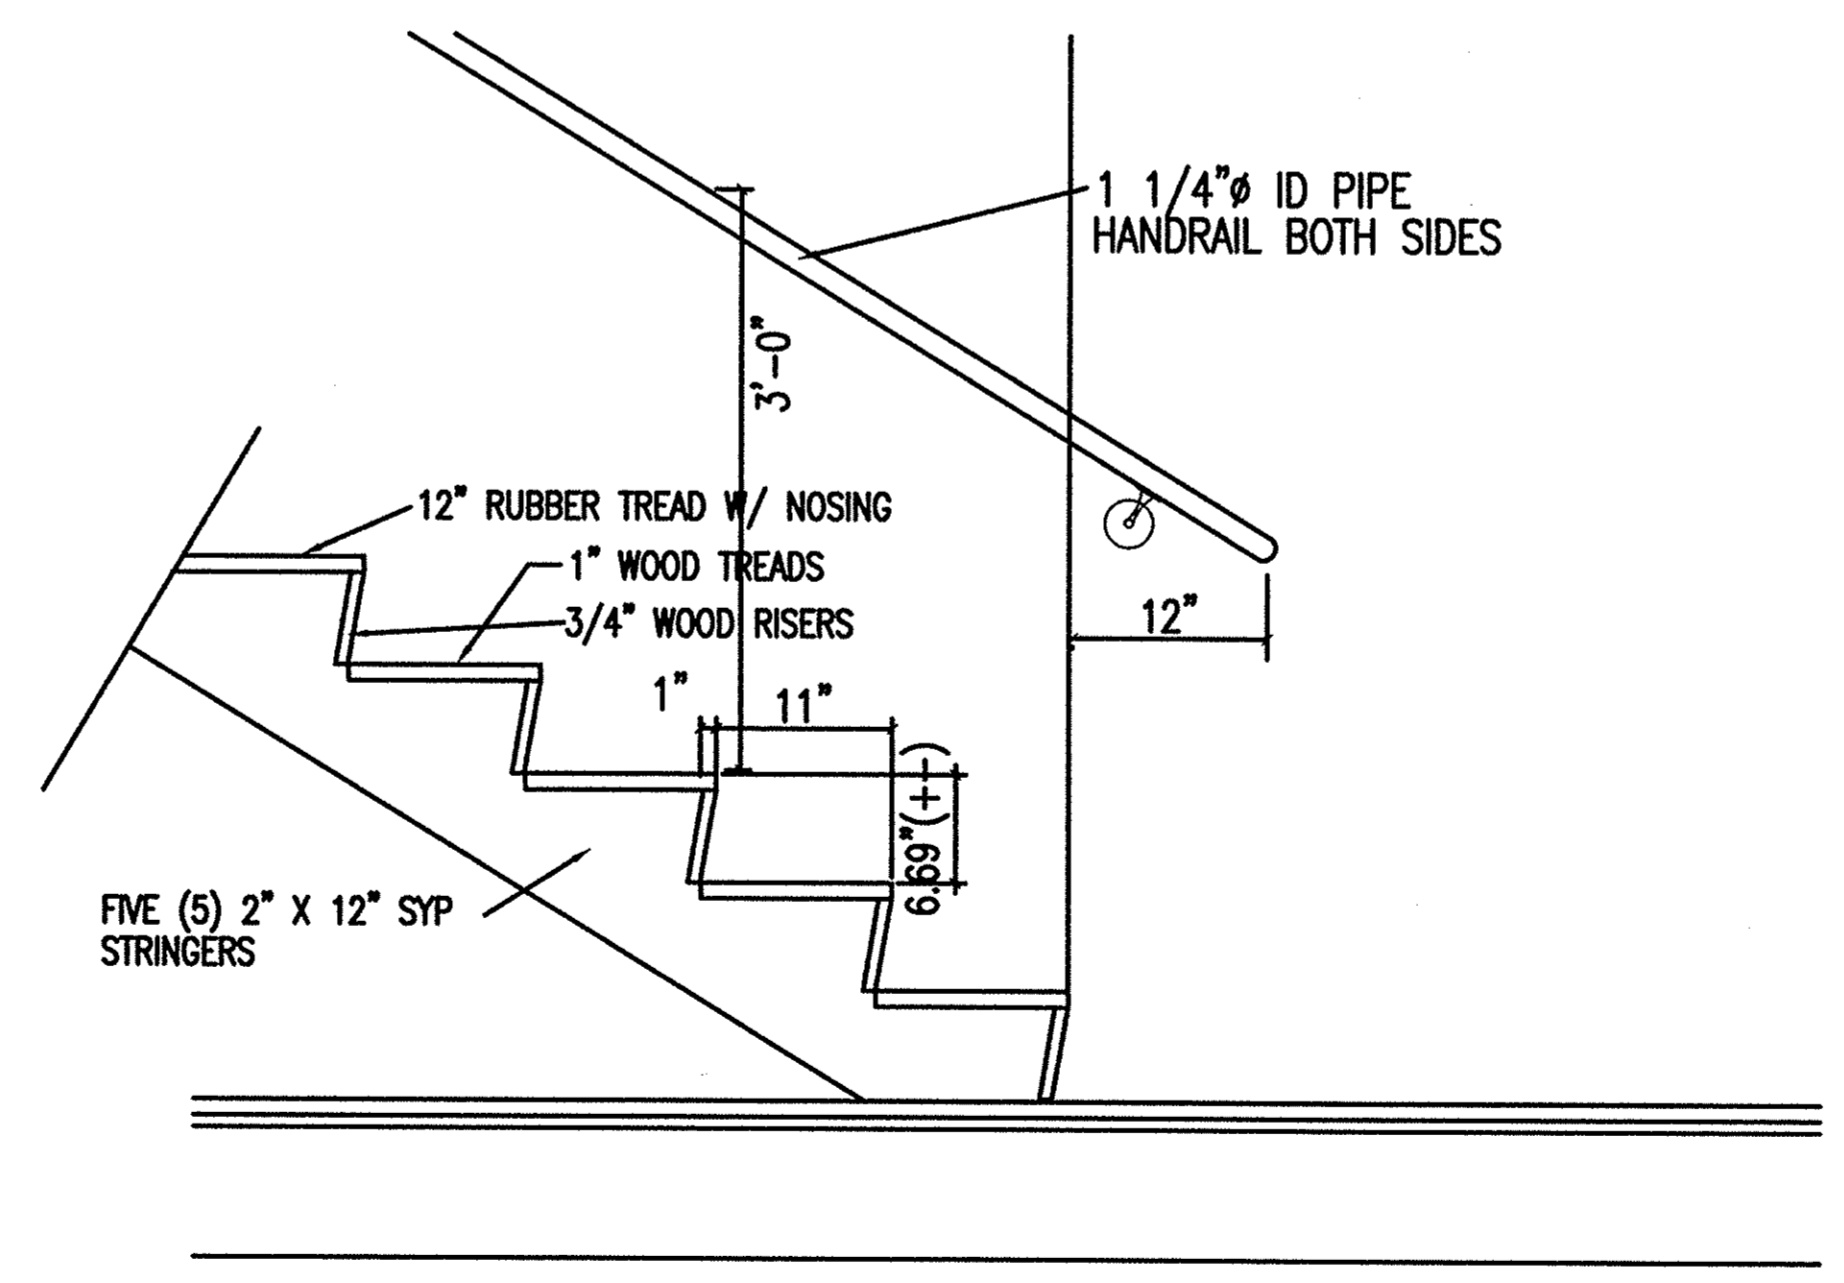 1 1/4"ø ID PIPE
HANDRAIL BOTH SIDES
3'-0"
12" RUBBER TREAD W/ NOSING
1" WOOD TREADS
3/4" WOOD RISERS
12"
1"
11"
6.69"(+-)
FIVE (5) 2" X 12" SYP
STRINGERS